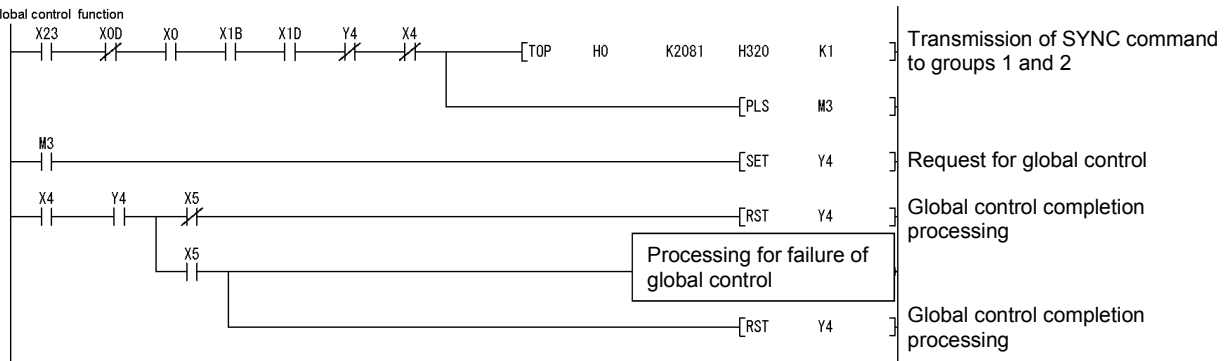 lobal control function
X23 X0D X0 X1B X1D Y4 X4
TOP H0 K2081 H320 K1
Transmission of SYNC command
to groups 1 and 2
PLS M3
M3
SET Y4
Request for global control
X4 Y4 X5
RST Y4
Global control completion
processing
X5
Processing for failure of
global control
RST Y4
Global control completion
processing